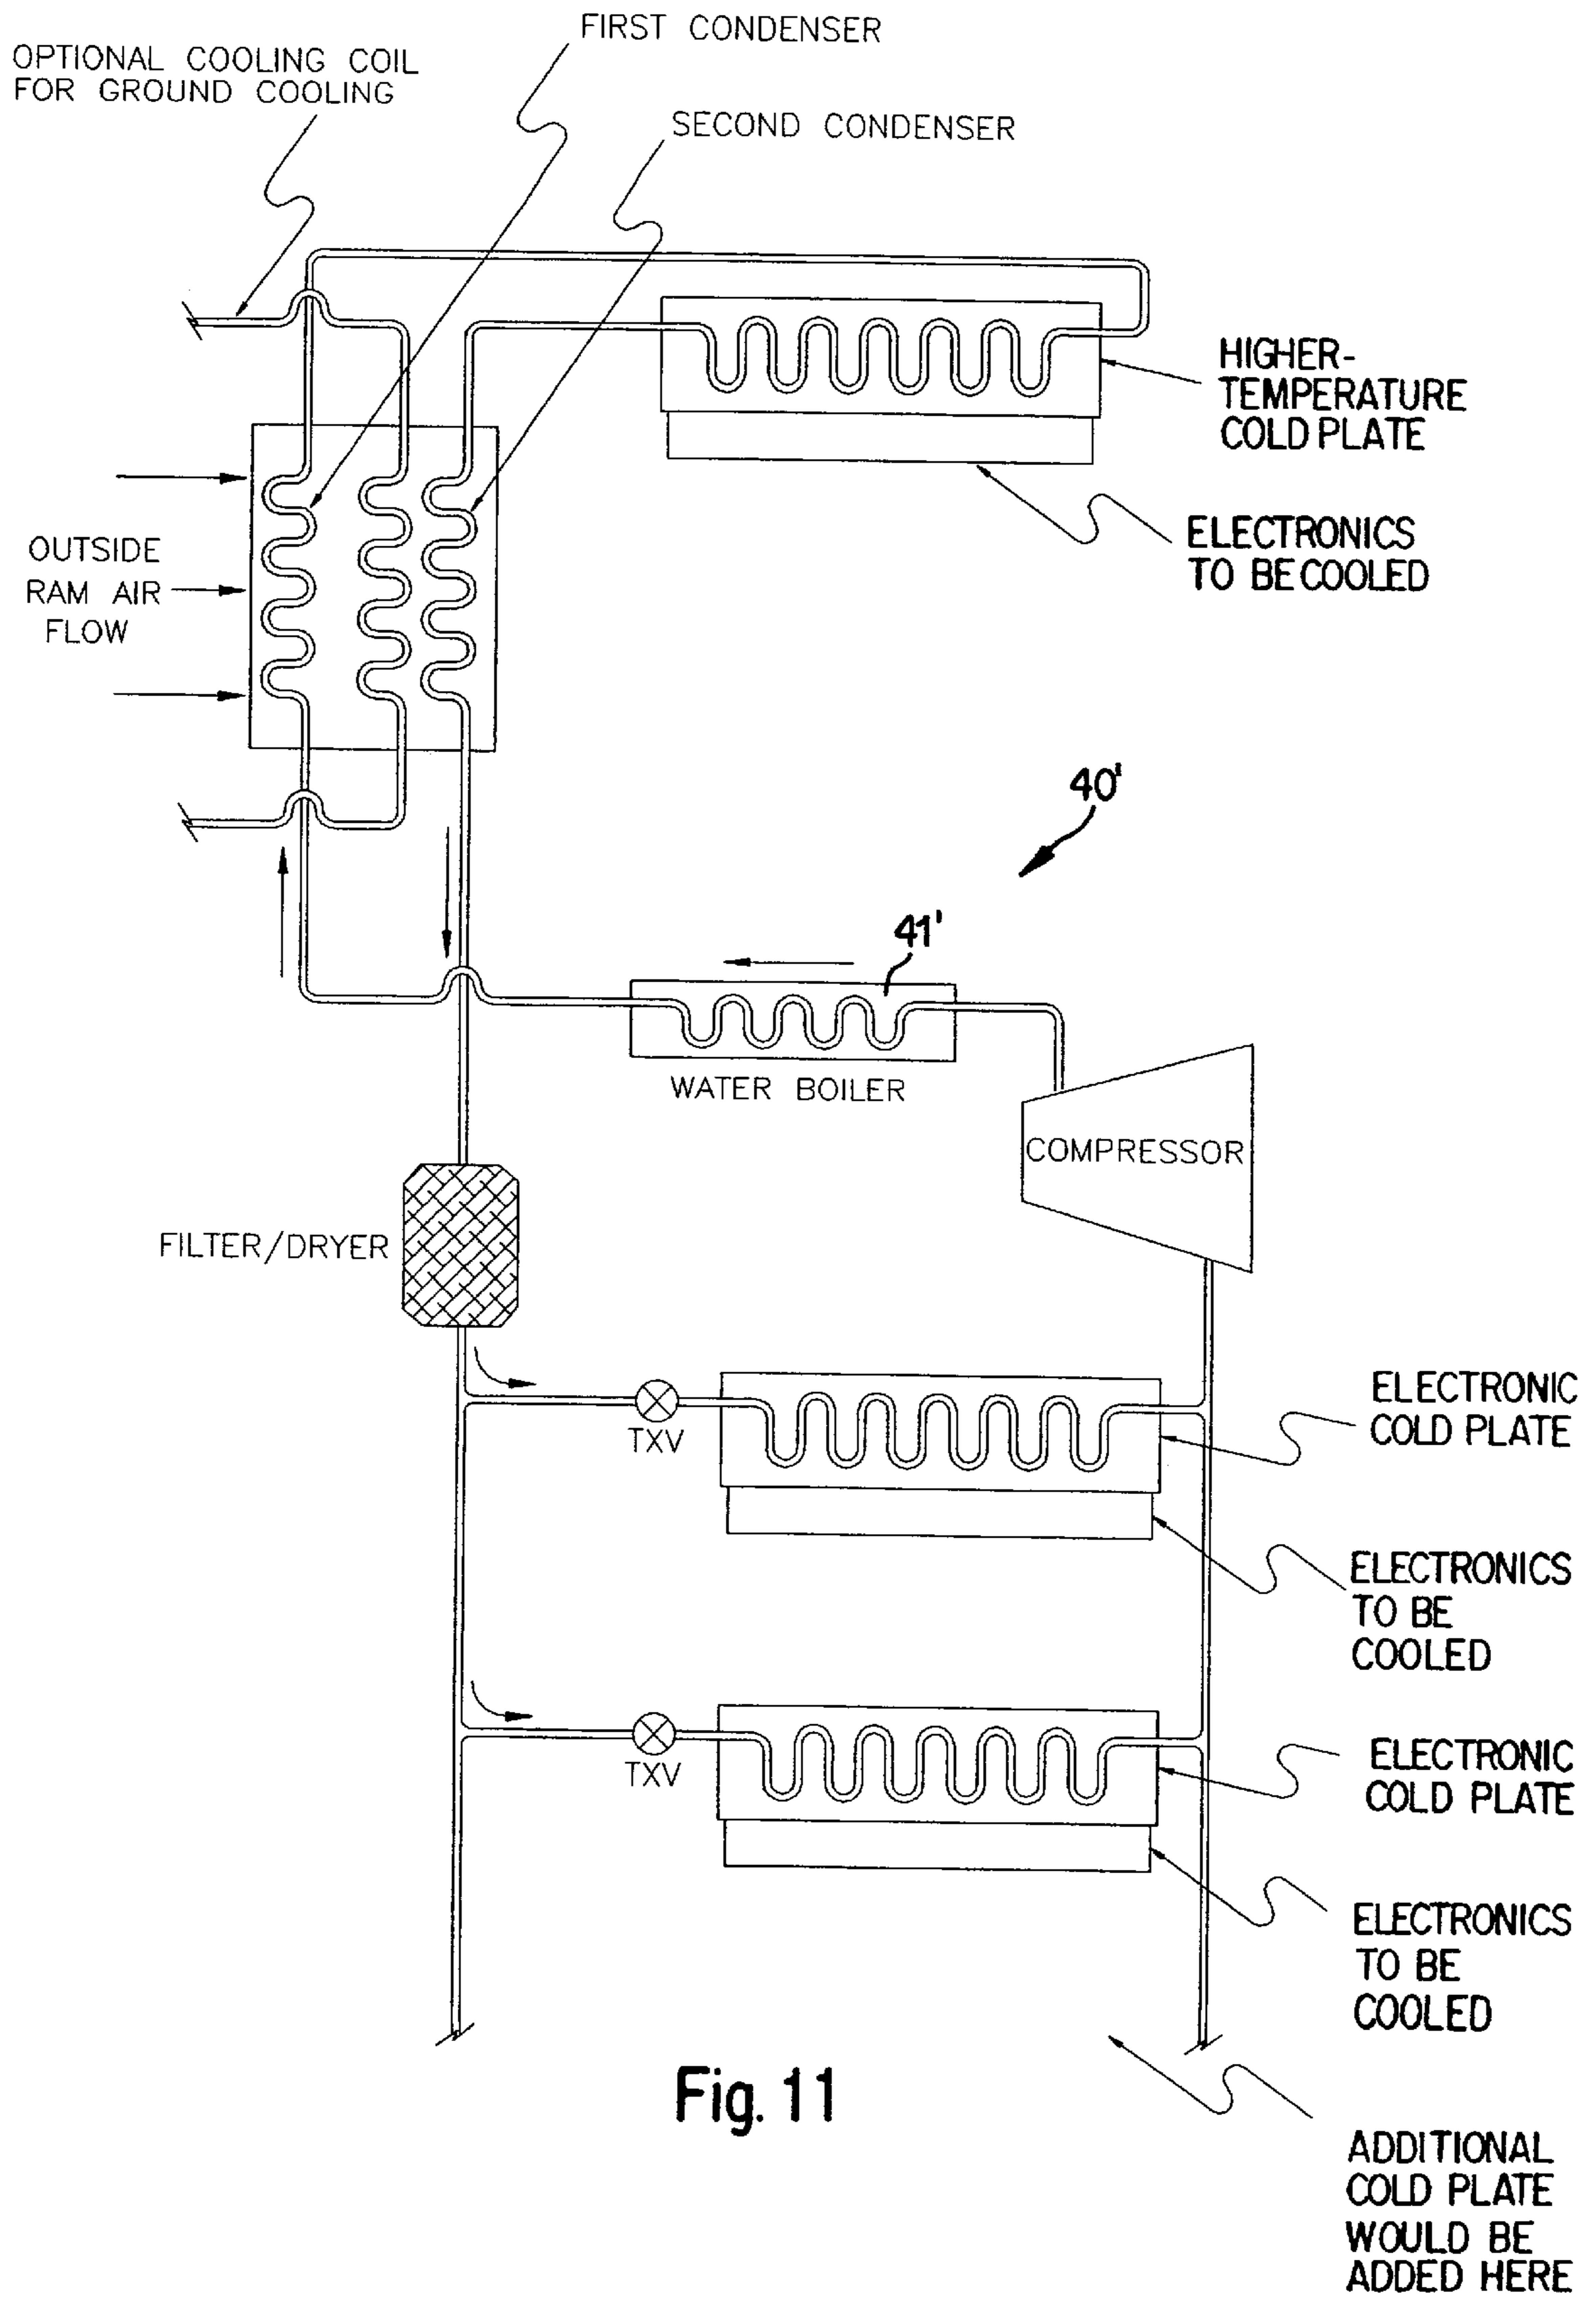 FIRST CONDENSER
OPTIONAL COOLING COIL
FOR GROUND COOLING
SECOND CONDENSER
HIGHER-
TEMPERATURE
COLD PLATE
ELECTRONICS
TO BE COOLED
OUTSIDE
RAM AIR
FLOW
40'
41'
WATER BOILER
COMPRESSOR
FILTER/DRYER
TXV
ELECTRONIC
COLD PLATE
ELECTRONICS
TO BE
COOLED
TXV
ELECTRONIC
COLD PLATE
ELECTRONICS
TO BE
COOLED
Fig. 11
ADDITIONAL
COLD PLATE
WOULD BE
ADDED HERE